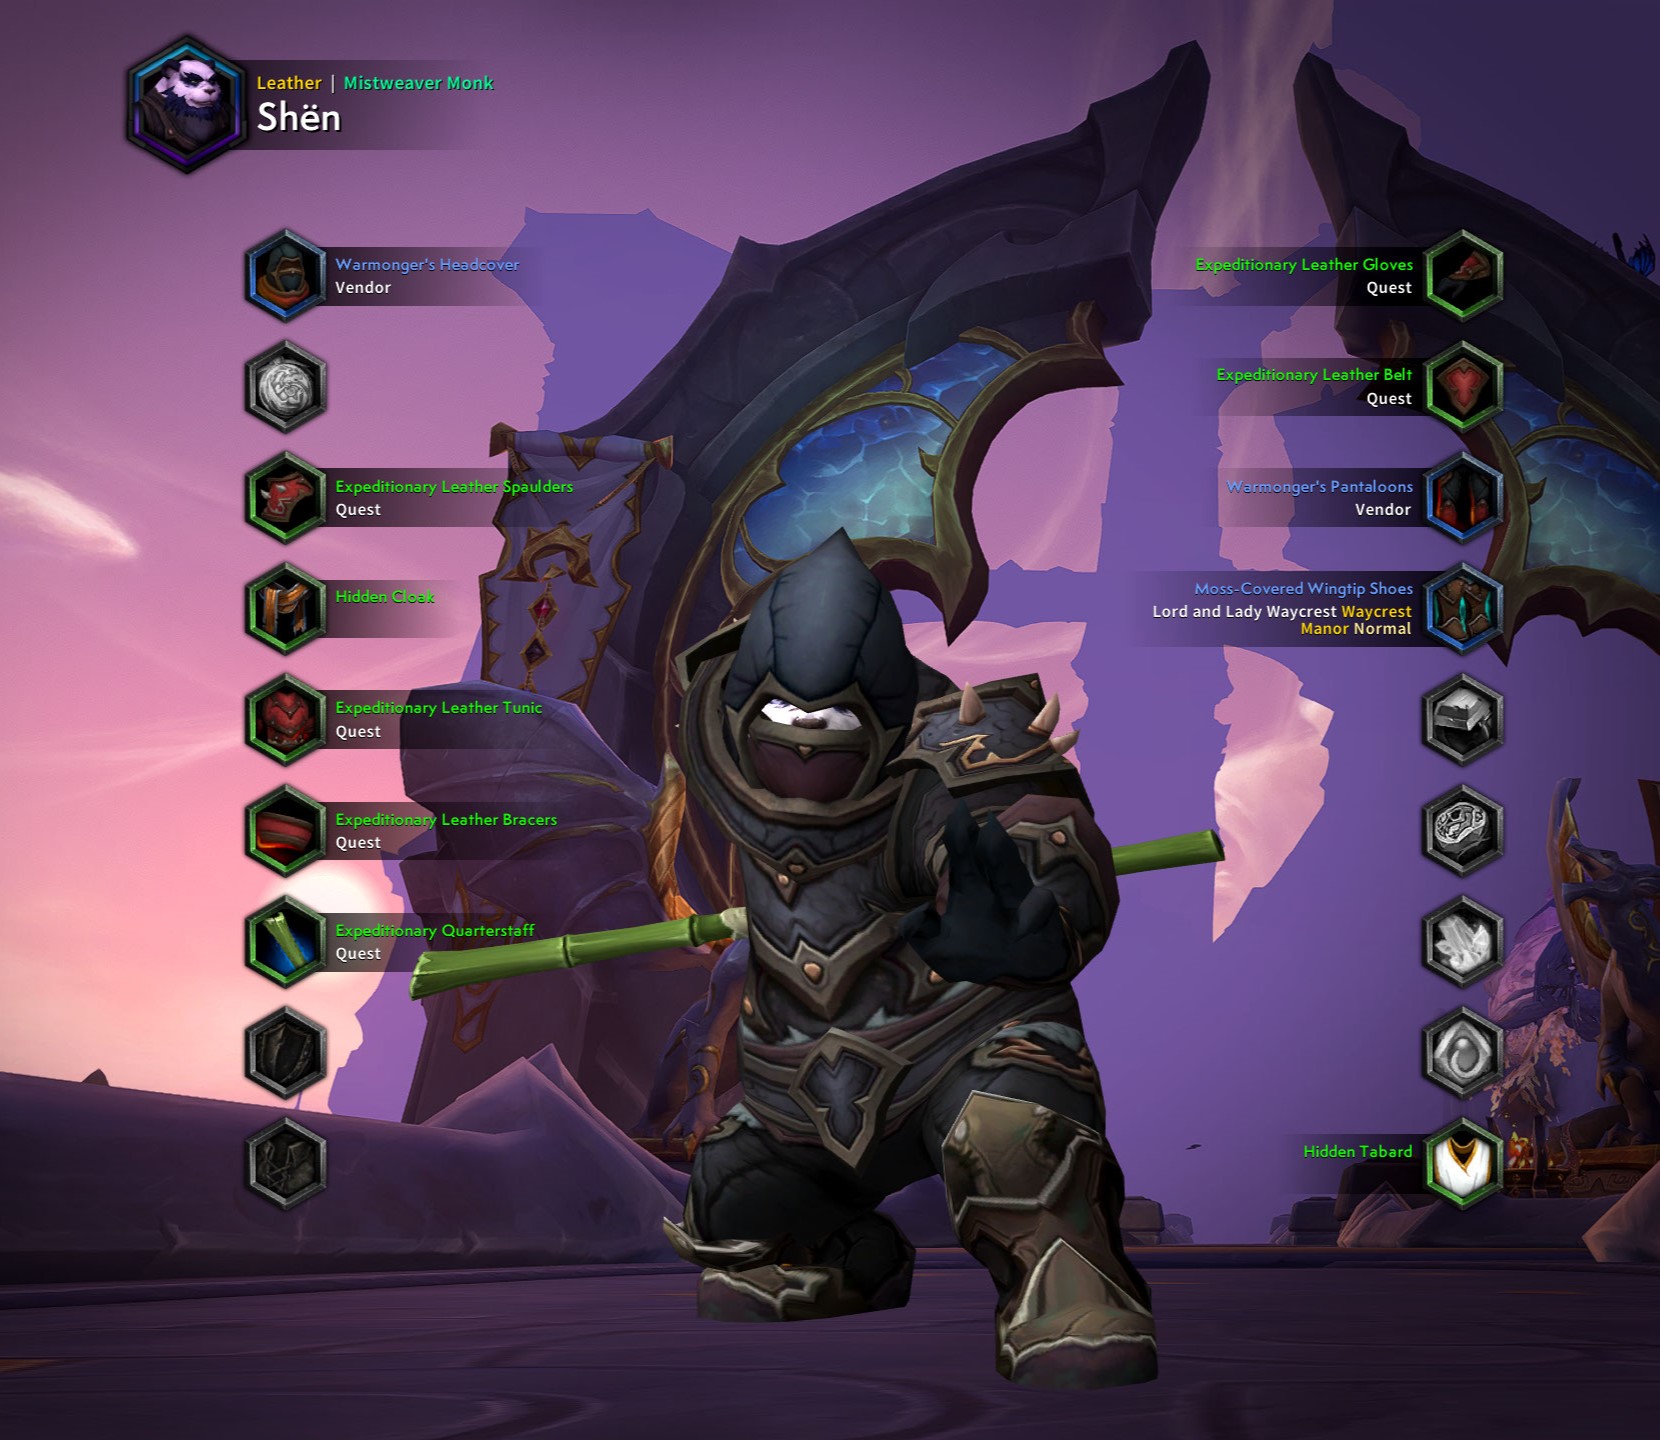 Leather | Mistweaver Monk
Shën
Warmonger's Headcover
Vendor
Expeditionary Leather Spaulders
Quest
Hidden Cloak
Expeditionary Leather Tunic
Quest
Expeditionary Leather Bracers
Quest
Expeditionary Quarterstaff
Quest
Expeditionary Leather Gloves
Quest
Expeditionary Leather Belt
Quest
Warmonger's Pantaloons
Vendor
Moss-Covered Wingtip Shoes
Lord and Lady Waycrest Waycrest
Manor Normal
Hidden Tabard